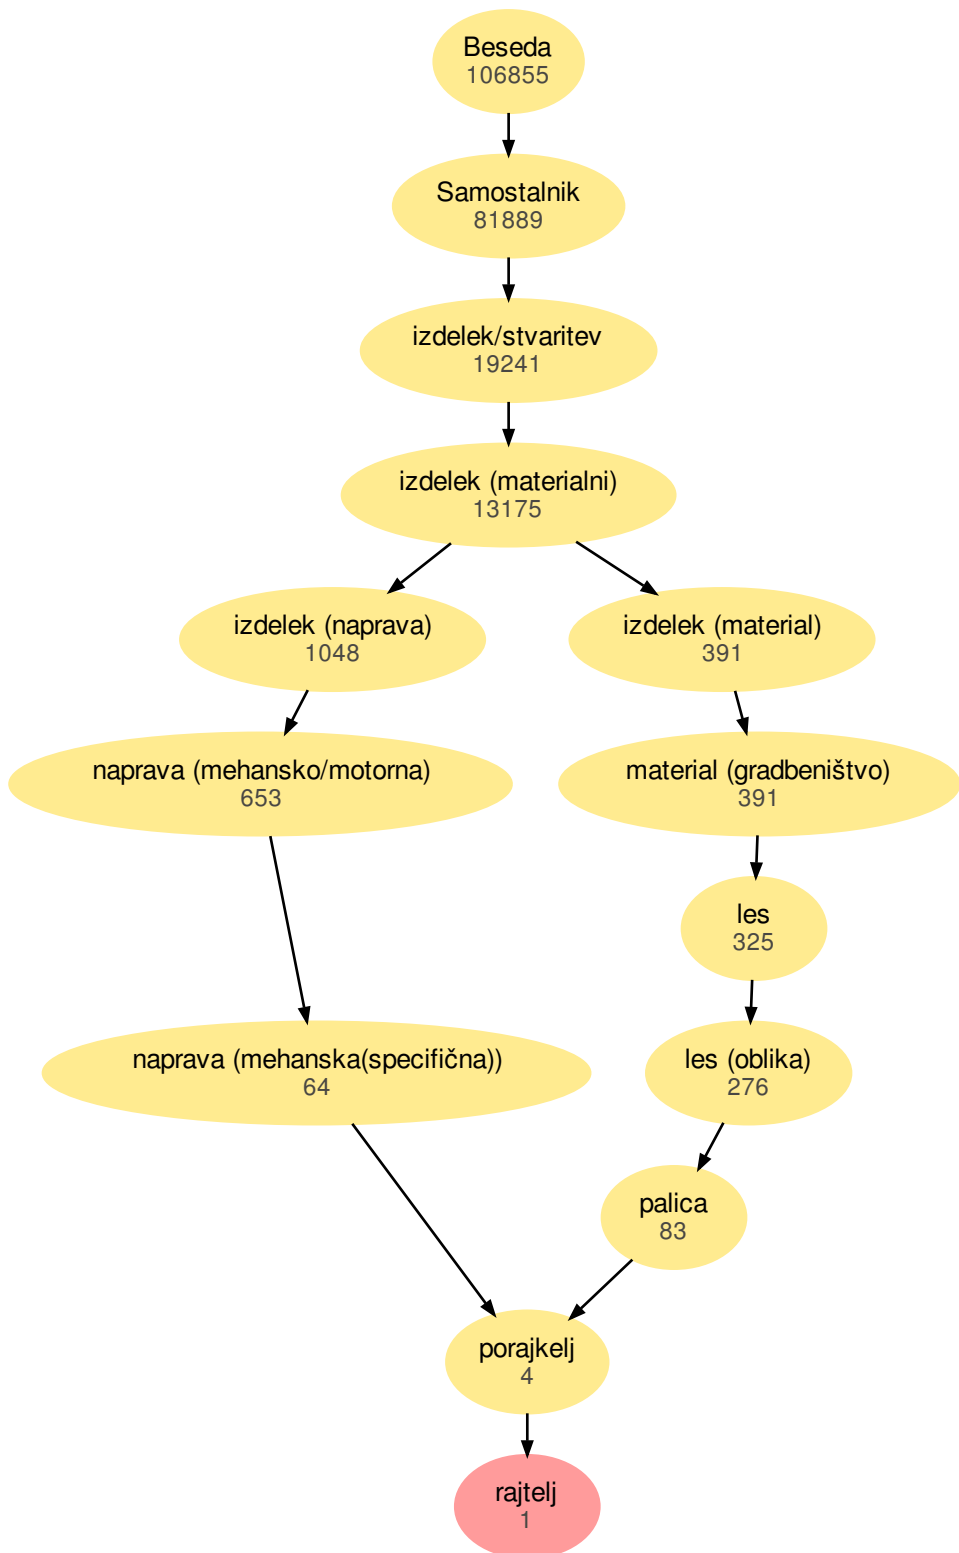 Beseda
106855
Samostalnik
81889
izdelek/stvaritev
19241
izdelek (materialni)
13175
izdelek (naprava)
1048
izdelek (material)
391
naprava (mehansko/motorna)
653
material (gradbeništvo)
391
les
325
naprava (mehanska(specifična))
64
les (oblika)
276
palica
83
porajkelj
4
rajtelj
1